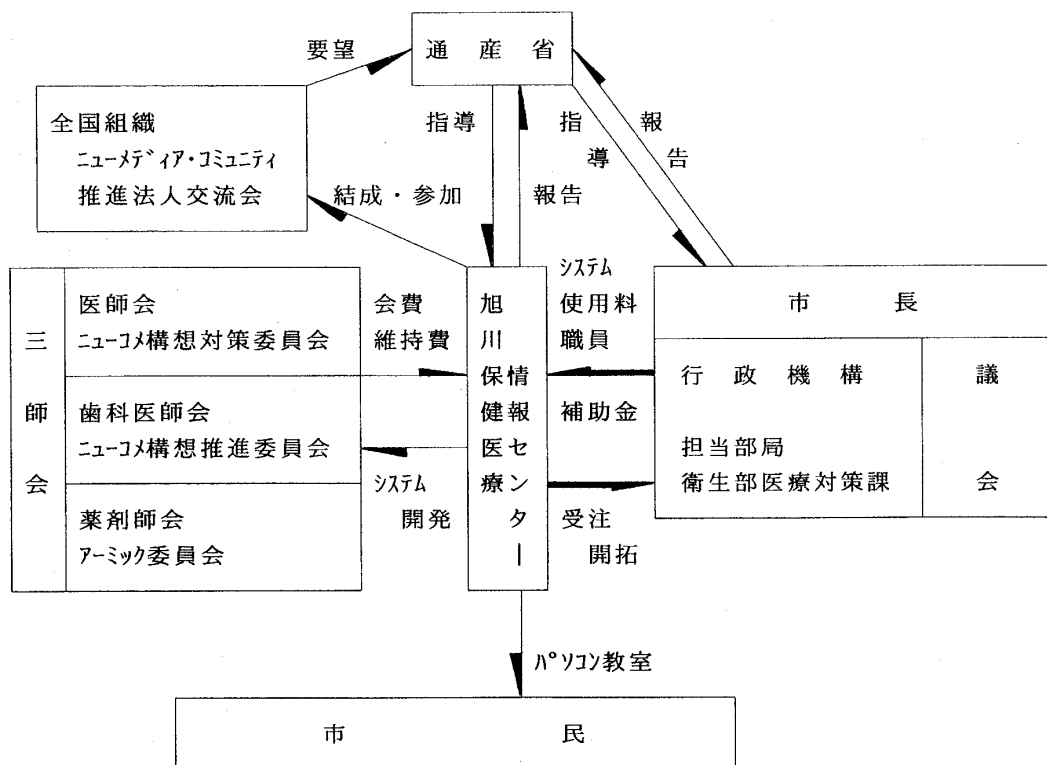 要望
通産省
全国組織
ニューメディア・コミュニティ
推進法人交流会
指導
報告
指導
報告
結成・参加
三師会
医師会
ニューコメ構想対策委員会
歯科医師会
ニューコメ構想推進委員会
薬剤師会
アーミック委員会
会費
維持費
システム
開発
旭川保健医療
情報センター
システム
使用料
職員
補助金
受注
開拓
市長
行政機構
担当部局
衛生部医療対策課
議会
パソコン教室
市民